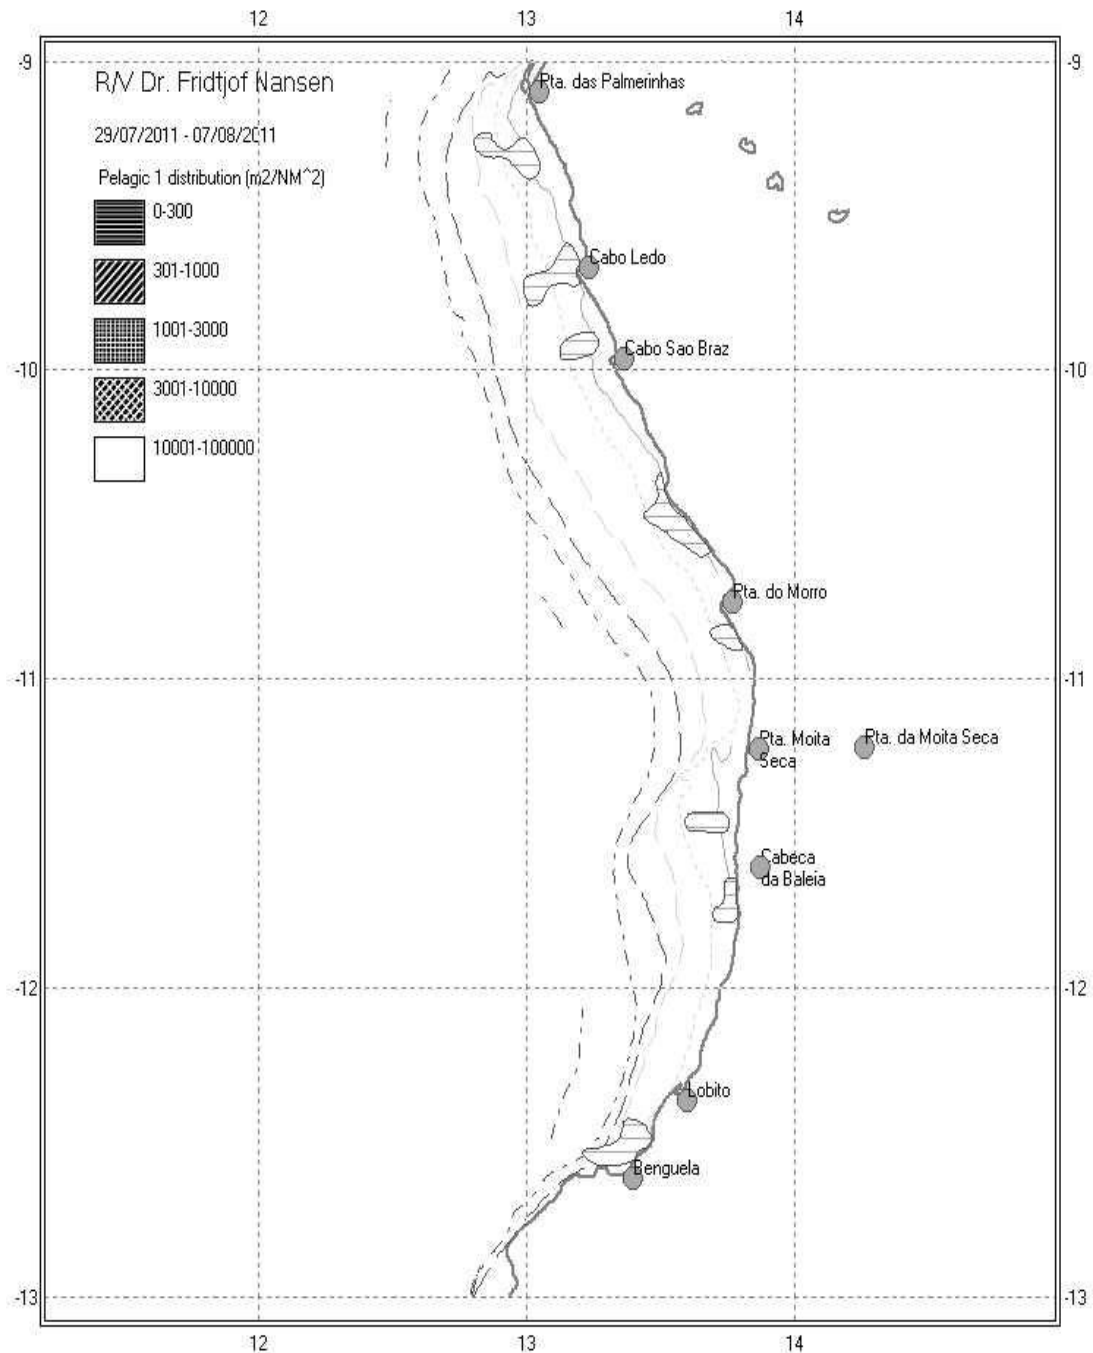 12 13 14
-9 -9
R/V Dr. Fridtjof Nansen
Pta. das Palmerinhas
29/07/2011 - 07/08/2011
Pelagic 1 distribution (m2/NM^2)
0-300
301-1000
1001-3000
3001-10000
10001-100000
Cabo Ledo
Cabo Sao Braz
-10 -10
Pta. do Morro
-11 -11
Pta. Moita
Seca
Pta. da Moita Seca
Cabeca
da Baleia
-12 -12
Lobito
Benguela
-13 -13
12 13 14